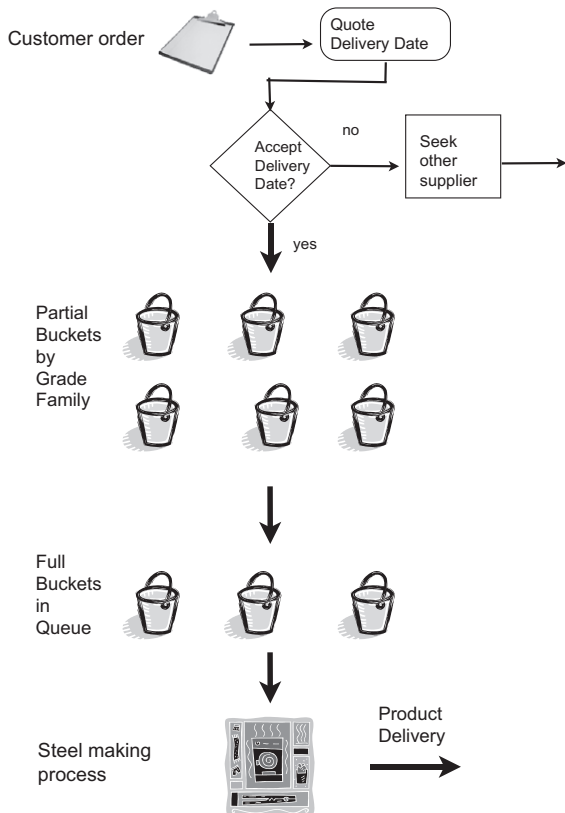 Customer order
Quote
Delivery Date
Accept
Delivery
Date?
no
Seek
other
supplier
yes
Partial
Buckets
by
Grade
Family
Full
Buckets
in
Queue
Steel making
process
Product
Delivery